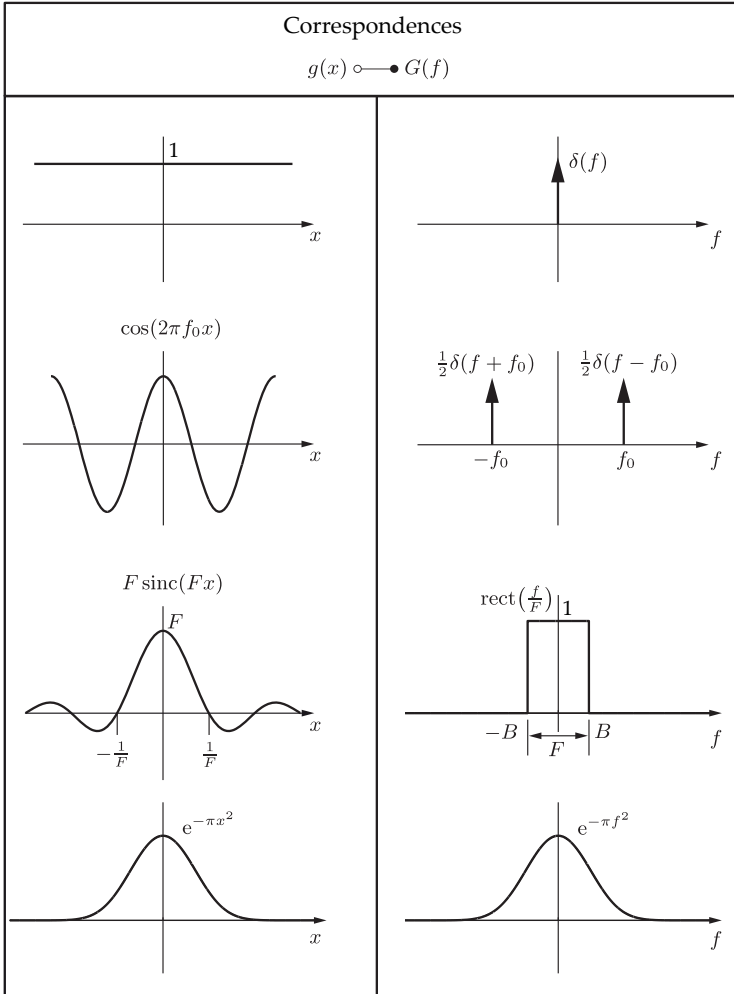 Correspondences
g(x) ○—● G(f)
1
x
δ(f)
f
cos(2πf₀x)
x
½δ(f + f₀) ½δ(f − f₀)
−f₀ f₀
f
F sinc(Fx)
F
x
−1/F 1/F
rect(f/F) 1
−B F B
f
e^{−πx²}
x
e^{−πf²}
f